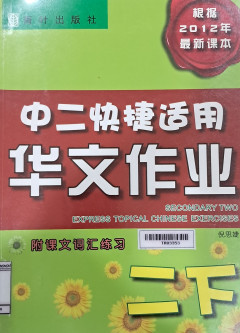 出版社
根据
2012年
最新课本
中二快捷适用
华文作业
SECONDARY TWO
EXPRESS TOPICAL CHINESE EXERCISES
附课文词汇练习
二下